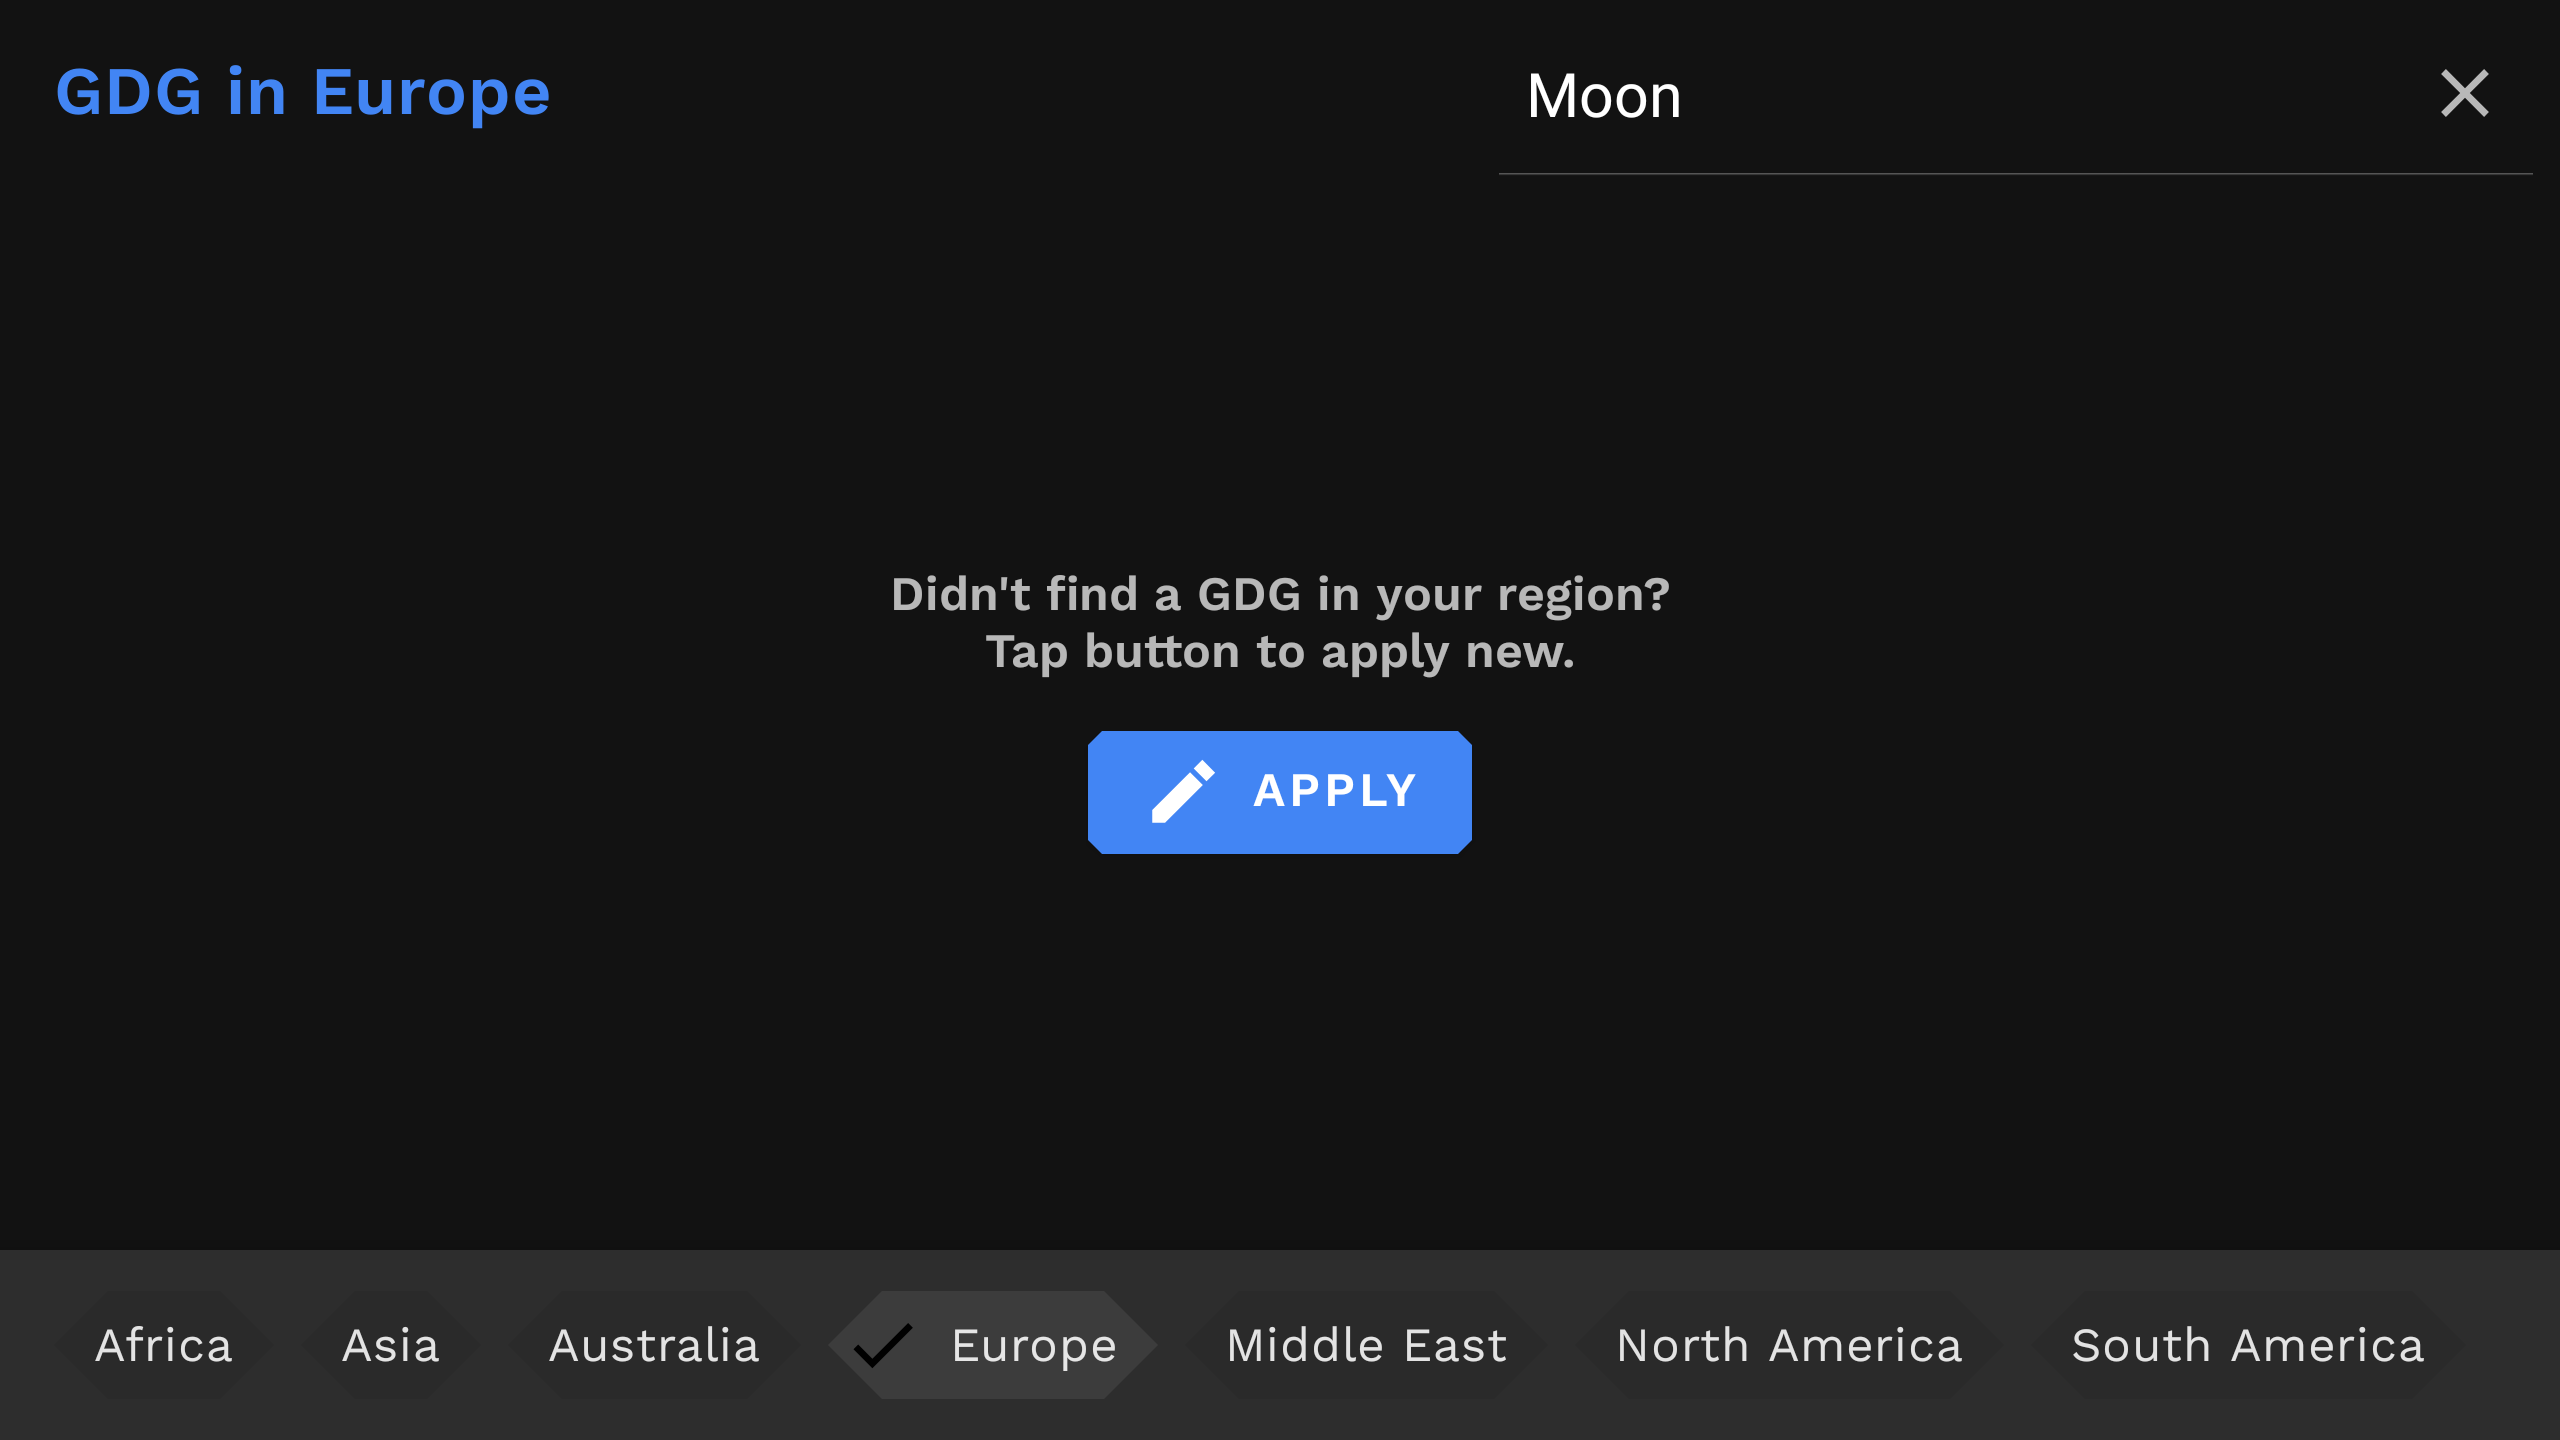 GDG in Europe
Moon
Didn't find a GDG in your region?
Tap button to apply new.
APPLY
Africa
Asia
Australia
Europe
Middle East
North America
South America